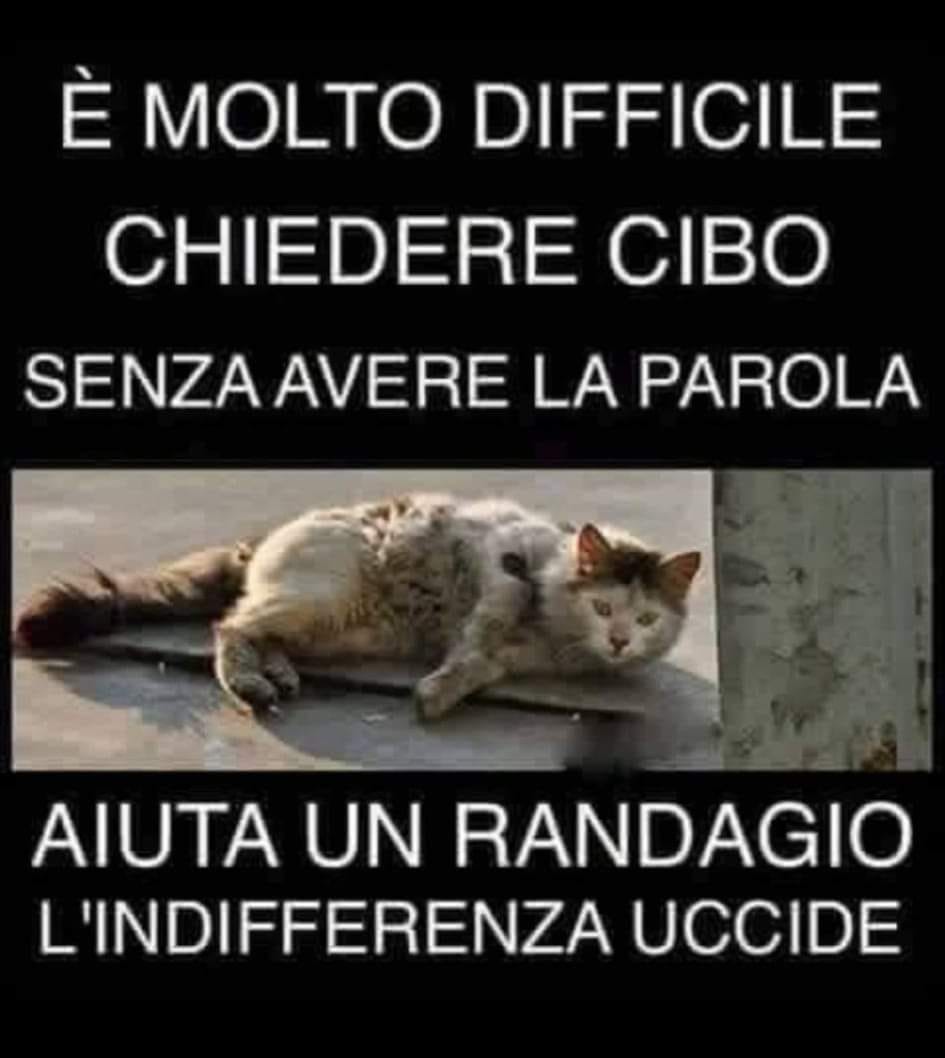 È MOLTO DIFFICILE
CHIEDERE CIBO
SENZA AVERE LA PAROLA
AIUTA UN RANDAGIO
L'INDIFFERENZA UCCIDE